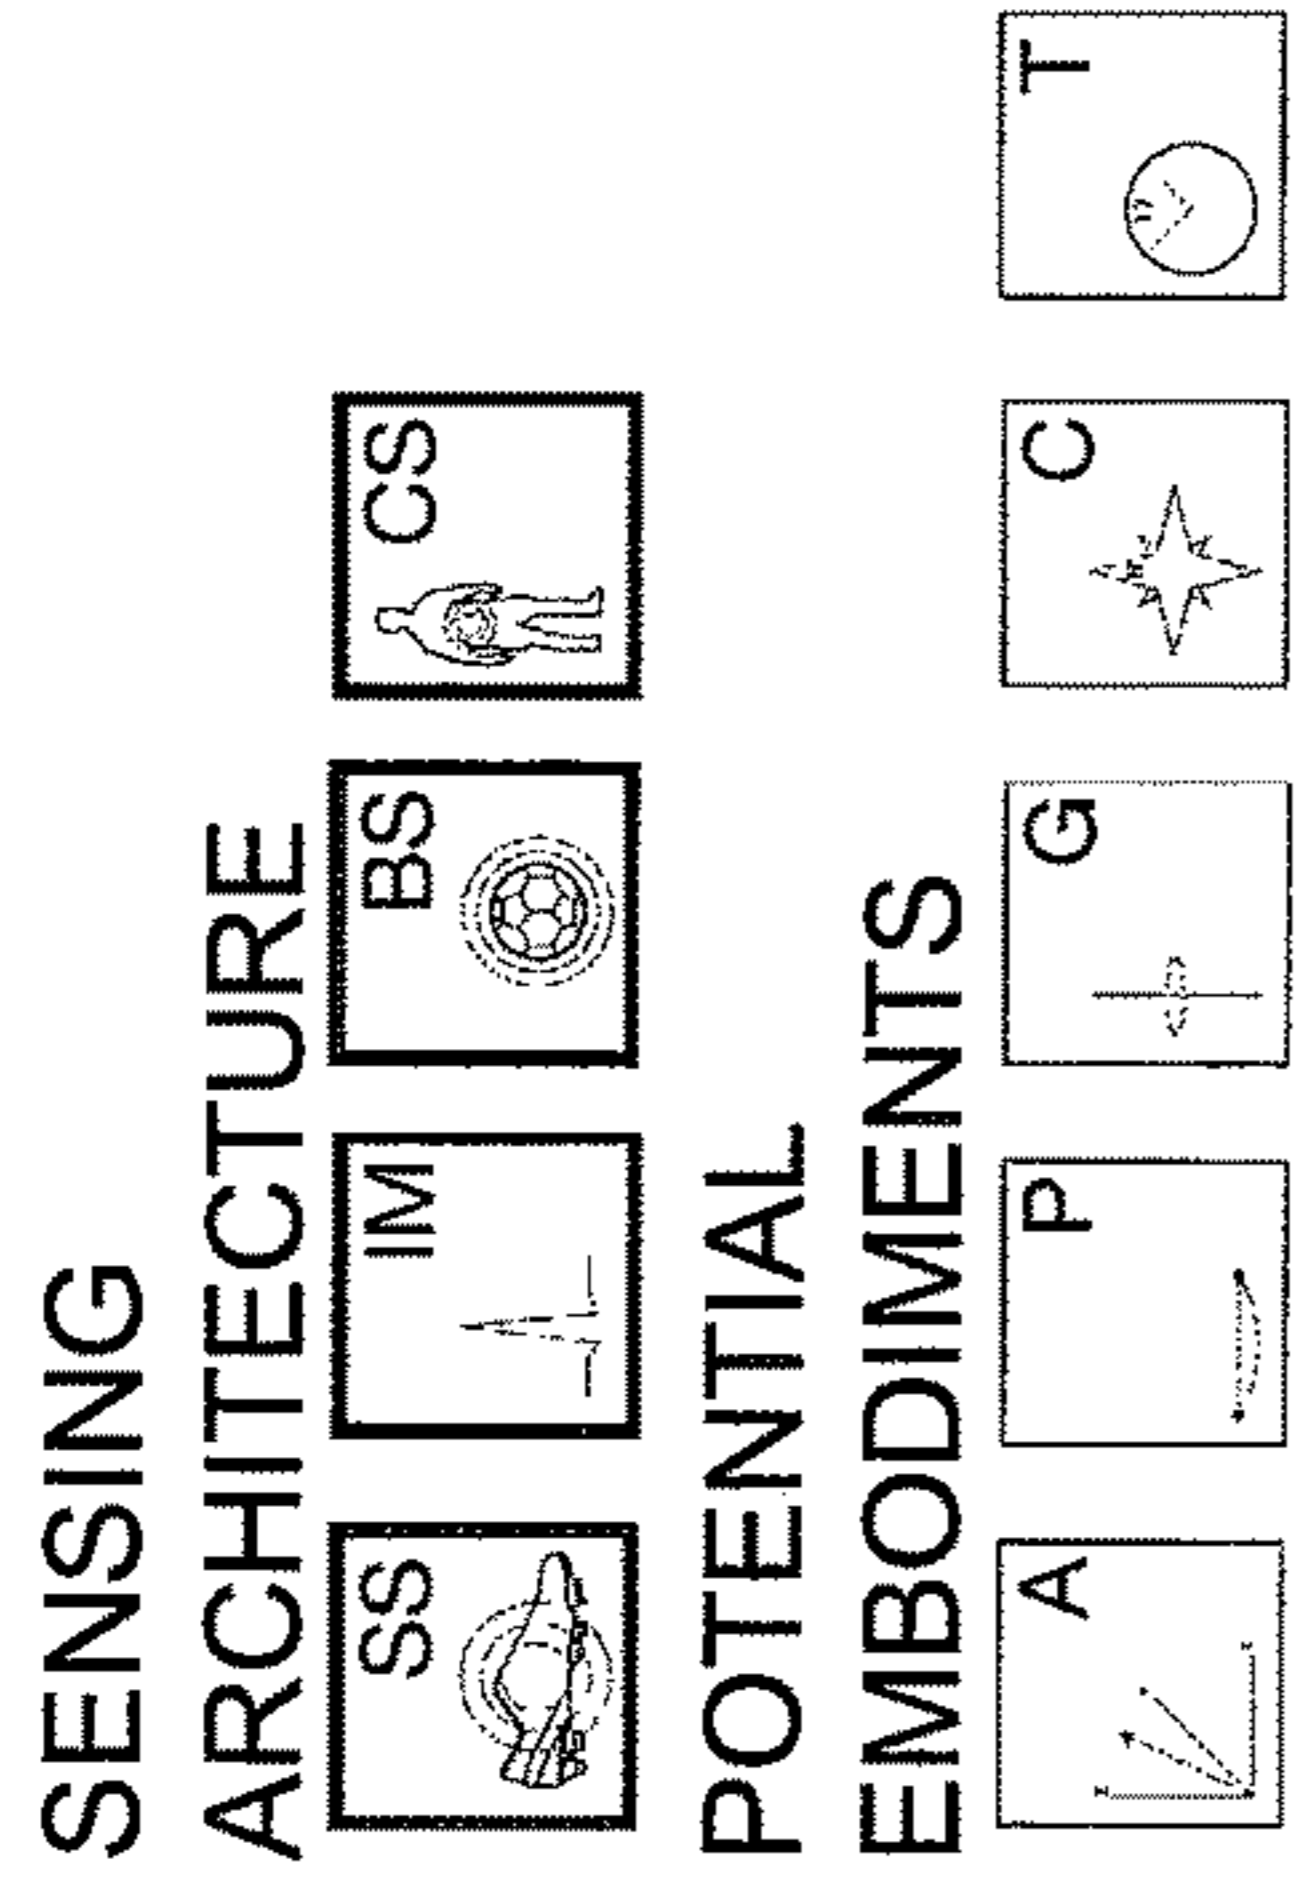 SENSING
ARCHITECTURE
SS IM BS CS
POTENTIAL
EMBODIMENTS
A P G C T